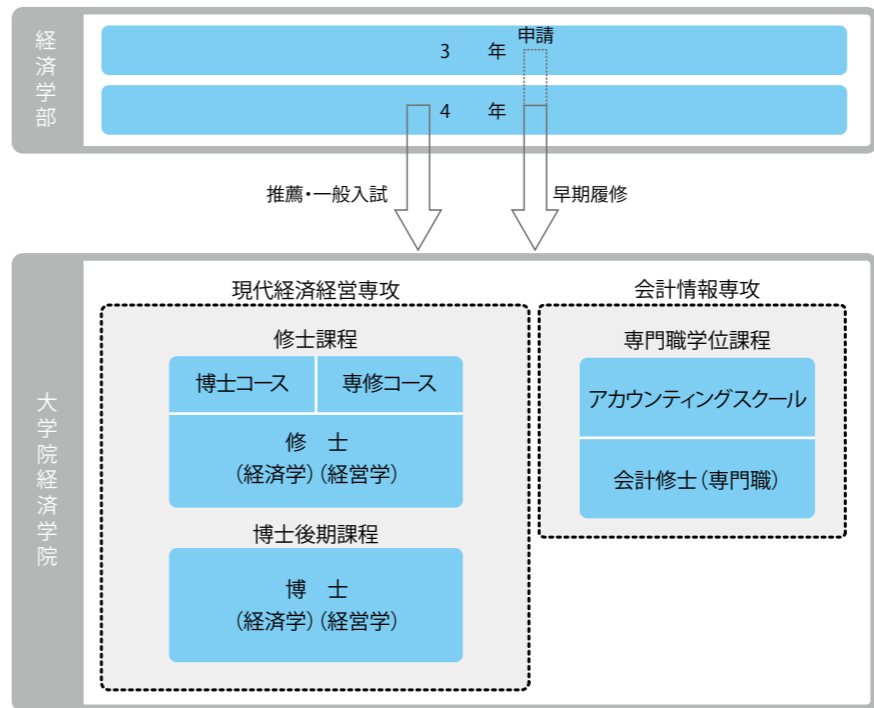 経済学部
申請
3 年
4 年
推薦・一般入試
早期履修
大学院経済学院
現代経済経営専攻
修士課程
博士コース
専修コース
修 士
(経済学)(経営学)
博士後期課程
博 士
(経済学)(経営学)
会計情報専攻
専門職学位課程
アカウンティングスクール
会計修士(専門職)